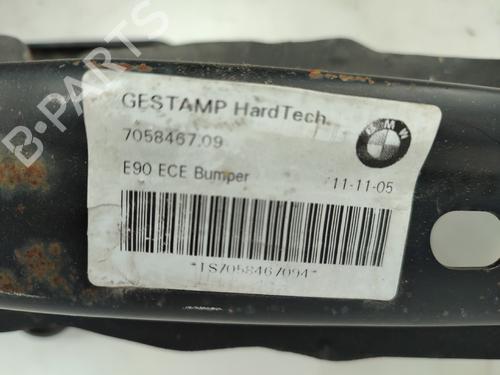 GESTAMP HardTech
7058467.09
BMW
E90 ECE Bumper
11-11-05
*1S7058467094*
B-PARTS